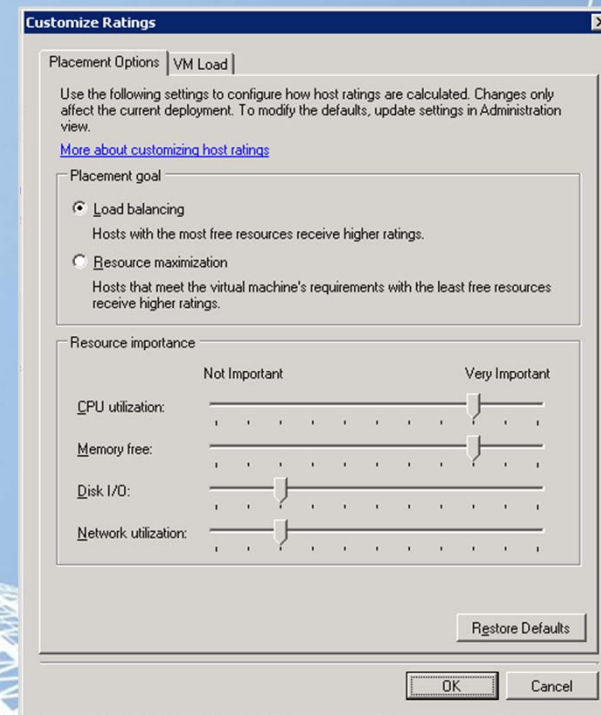 Customize Ratings
Placement Options
VM Load
Use the following settings to configure how host ratings are calculated. Changes only
affect the current deployment. To modify the defaults, update settings in Administration
view.
More about customizing host ratings
Placement goal
Load balancing
Hosts with the most free resources receive higher ratings.
Resource maximization
Hosts that meet the virtual machine's requirements with the least free resources
receive higher ratings.
Resource importance
Not Important Very Important
CPU utilization:
Memory free:
Disk I/O:
Network utilization:
Restore Defaults
OK Cancel